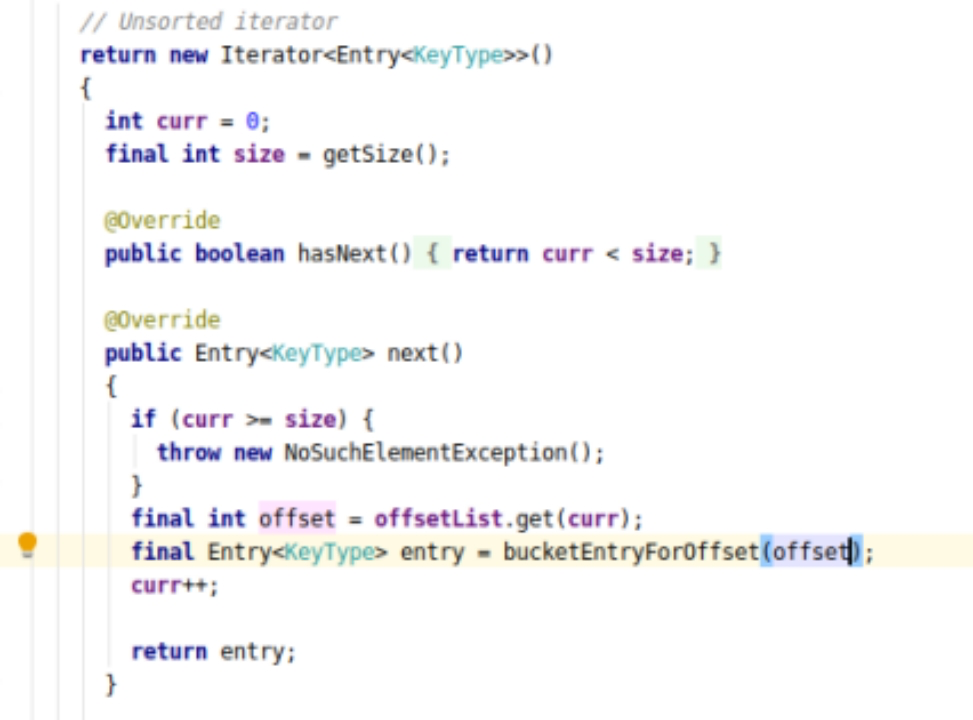 // Unsorted iterator
return new Iterator<Entry<KeyType>>()
{
int curr = 0;
final int size = getSize();
@Override
public boolean hasNext() { return curr < size; }
@Override
public Entry<KeyType> next()
{
if (curr >= size) {
throw new NoSuchElementException();
}
final int offset = offsetList.get(curr);
final Entry<KeyType> entry = bucketEntryForOffset(offset);
curr++;
return entry;
}